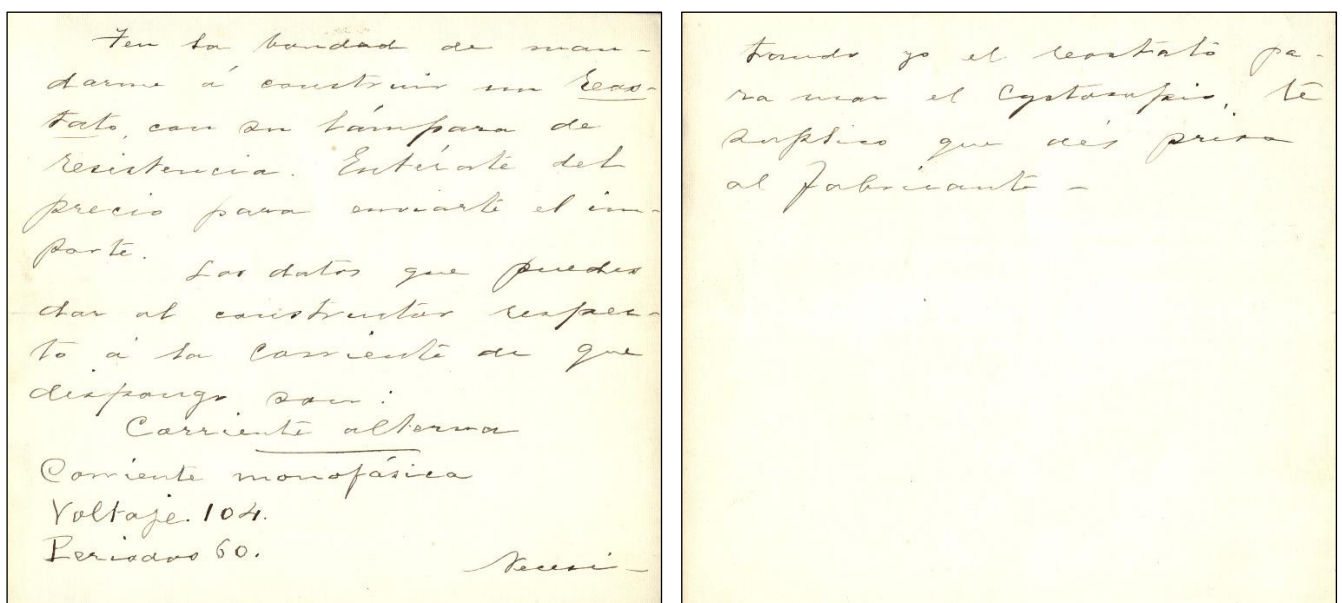 Ten la bondad de man-
darme á construir un reos-
tato, con su lámpara de
resistencia. Entérate del
precio para enviarte el im-
porte.
Los datos que puedes
dar al constructor respec-
to á la corriente de que
dispongo son:
Corriente alterna
Corriente monofásica
Voltaje. 104.
Periodos 60.
Necesi-
tando yo el reostato pa-
ra usar el Cystoscopio, te
suplico que dés prisa
al fabricante -